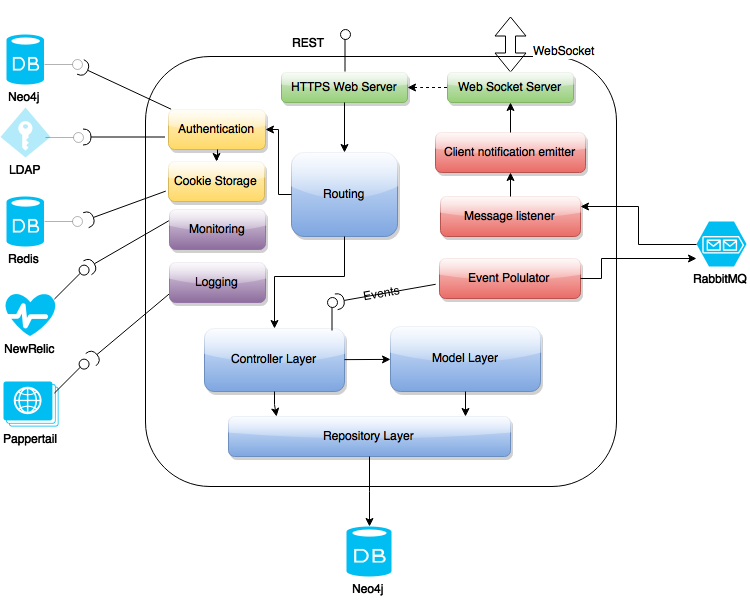 REST
WebSocket
DB
Neo4j
HTTPS Web Server
Web Socket Server
Authentication
Client notification emitter
LDAP
Cookie Storage
Routing
DB
Redis
Monitoring
Message listener
RabbitMQ
Logging
Event Polulator
Events
NewRelic
Controller Layer
Model Layer
Pappertail
Repository Layer
DB
Neo4j